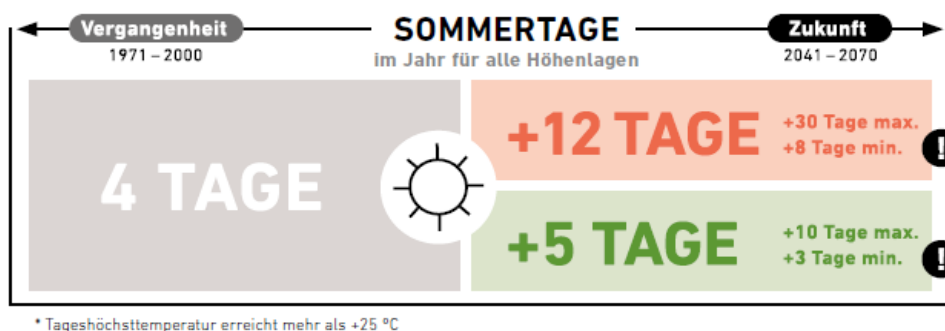 Vergangenheit
1971 – 2000
SOMMERTAGE
im Jahr für alle Höhenlagen
Zukunft
2041 – 2070
4 TAGE
+12 TAGE
+30 Tage max.
+8 Tage min.
!
+5 TAGE
+10 Tage max.
+3 Tage min.
!
* Tageshöchsttemperatur erreicht mehr als +25 °C